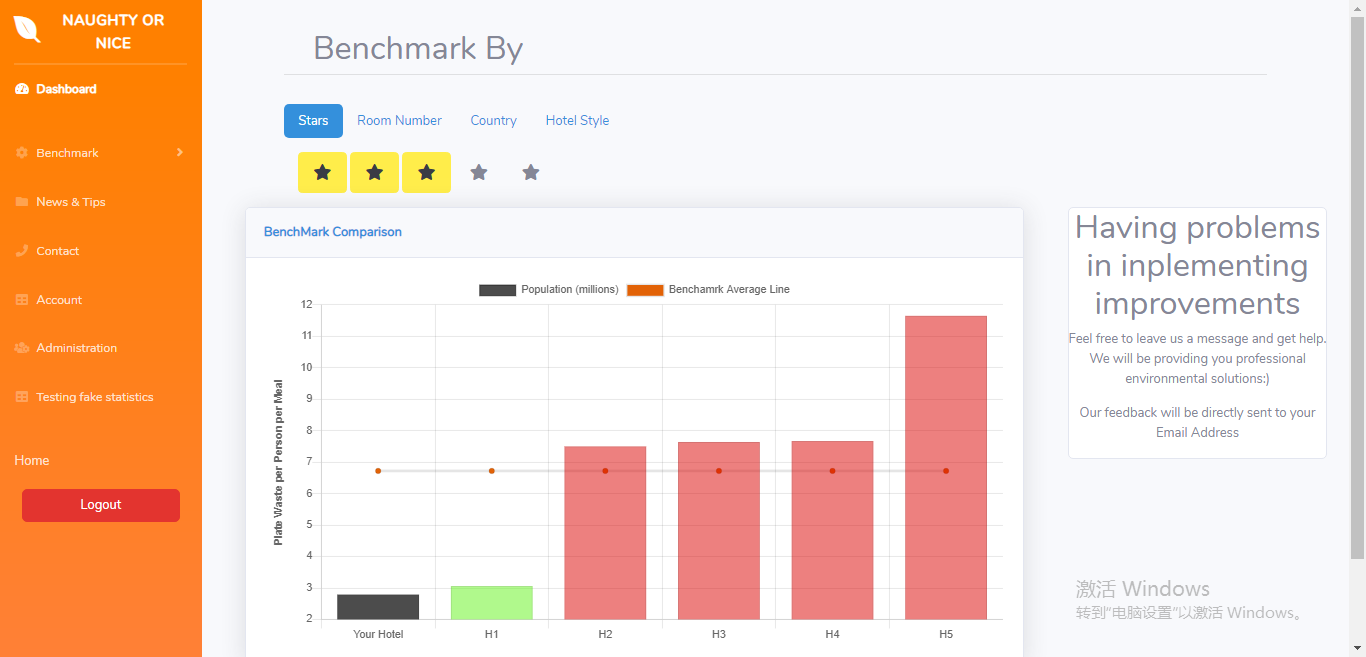 NAUGHTY OR
NICE
Dashboard
Benchmark
News & Tips
Contact
Account
Administration
Testing fake statistics
Home
Logout
Benchmark By
Stars Room Number Country Hotel Style
BenchMark Comparison
Population (millions) Benchamrk Average Line
Plate Waste per Person per Meal
12
11
10
9
8
7
6
5
4
3
2
Your Hotel H1 H2 H3 H4 H5
Having problems
in inplementing
improvements
Feel free to leave us a message and get help.
We will be providing you professional
environmental solutions:)
Our feedback will be directly sent to your
Email Address
激活 Windows
转到"电脑设置"以激活 Windows。